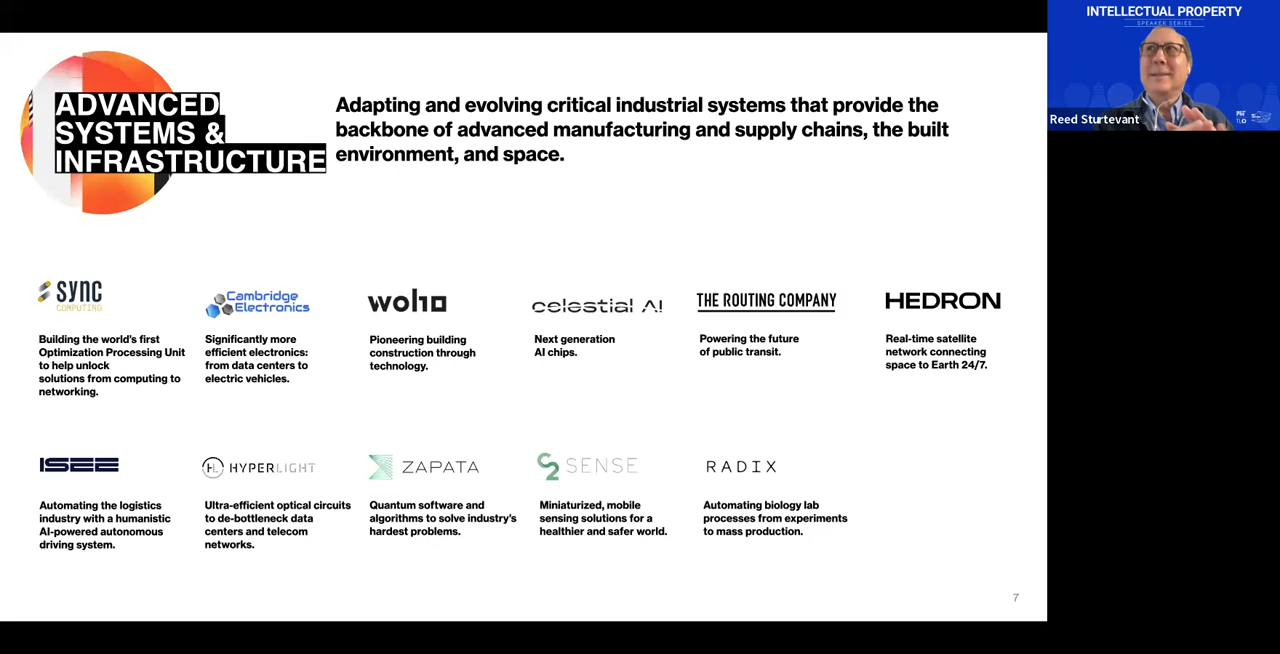 ADVANCED
SYSTEMS &
INFRASTRUCTURE
Adapting and evolving critical industrial systems that provide the
backbone of advanced manufacturing and supply chains, the built
environment, and space.
sync
COMPUTING
Building the world's first
Optimization Processing Unit
to help unlock
solutions from computing to
networking.
Cambridge
Electronics
Significantly more
efficient electronics:
from data centers to
electric vehicles.
woho
Pioneering building
construction through
technology.
celestial AI
Next generation
AI chips.
THE ROUTING COMPANY
Powering the future
of public transit.
HEDRON
Real-time satellite
network connecting
space to Earth 24/7.
ISEE
Automating the logistics
industry with a humanistic
AI-powered autonomous
driving system.
HL HYPERLIGHT
Ultra-efficient optical circuits
to de-bottleneck data
centers and telecom
networks.
ZAPATA
Quantum software and
algorithms to solve industry's
hardest problems.
C2 SENSE
Miniaturized, mobile
sensing solutions for a
healthier and safer world.
RADIX
Automating biology lab
processes from experiments
to mass production.
7
INTELLECTUAL PROPERTY
SPEAKER SERIES
Reed Sturtevant
MIT
TLO